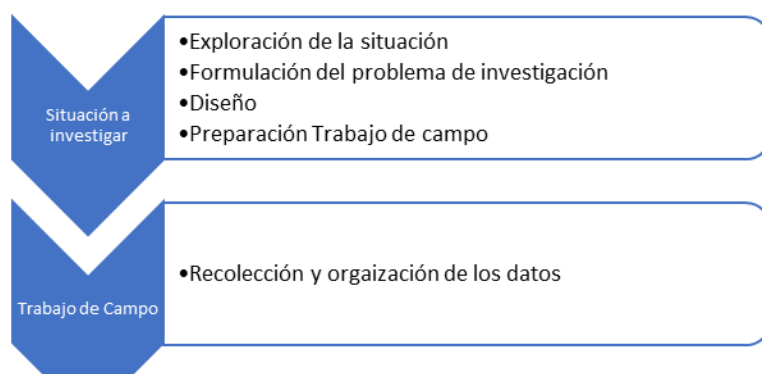 Situación a
investigar
•Exploración de la situación
•Formulación del problema de investigación
•Diseño
•Preparación Trabajo de campo
Trabajo de Campo
•Recolección y orgaización de los datos